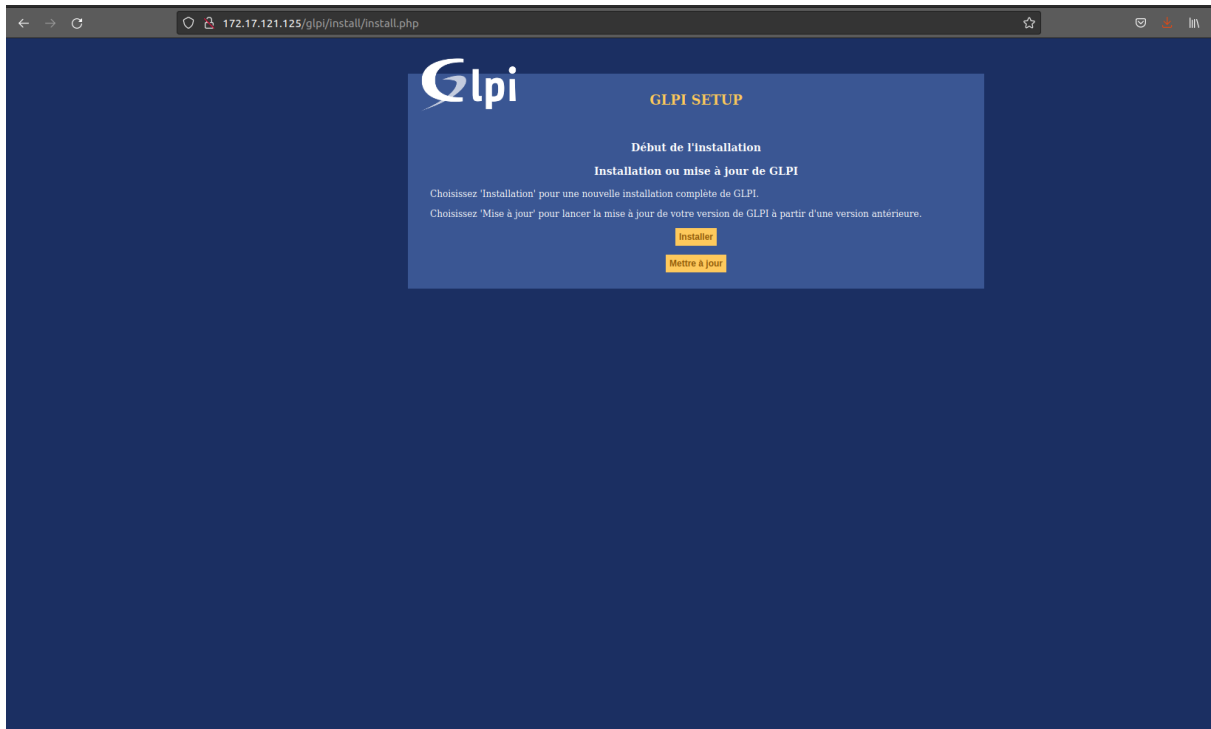 172.17.121.125/glpi/install/install.php
Glpi
GLPI SETUP
Début de l'installation
Installation ou mise à jour de GLPI
Choisissez 'Installation' pour une nouvelle installation complète de GLPI.
Choisissez 'Mise à jour' pour lancer la mise à jour de votre version de GLPI à partir d'une version antérieure.
Installer
Mettre à jour